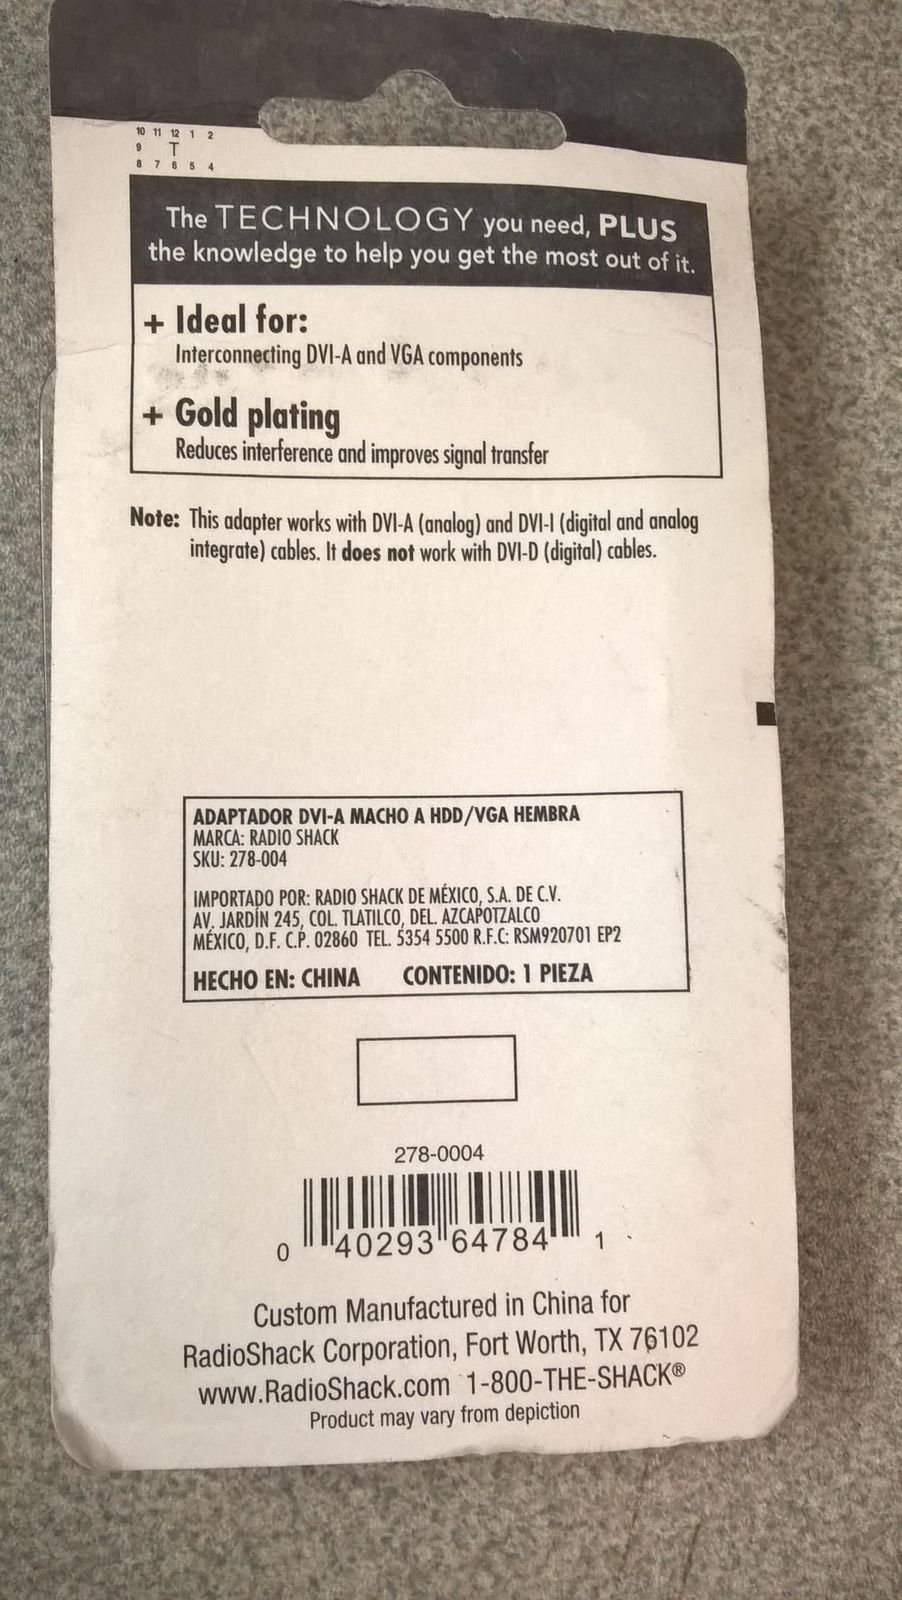 10 11 12 1 2
9 T
8 7 6 5 4
The TECHNOLOGY you need, PLUS
the knowledge to help you get the most out of it.
+ Ideal for:
Interconnecting DVI-A and VGA components
+ Gold plating
Reduces interference and improves signal transfer
Note: This adapter works with DVI-A (analog) and DVI-I (digital and analog
integrate) cables. It does not work with DVI-D (digital) cables.
ADAPTADOR DVI-A MACHO A HDD/VGA HEMBRA
MARCA: RADIO SHACK
SKU: 278-004
IMPORTADO POR: RADIO SHACK DE MÉXICO, S.A. DE C.V.
AV. JARDÍN 245, COL. TLATILCO, DEL. AZCAPOTZALCO
MÉXICO, D.F. C.P. 02860 TEL. 5354 5500 R.F.C: RSM920701 EP2
HECHO EN: CHINA CONTENIDO: 1 PIEZA
278-0004
0 40293 64784 1
Custom Manufactured in China for
RadioShack Corporation, Fort Worth, TX 76102
www.RadioShack.com 1-800-THE-SHACK®
Product may vary from depiction